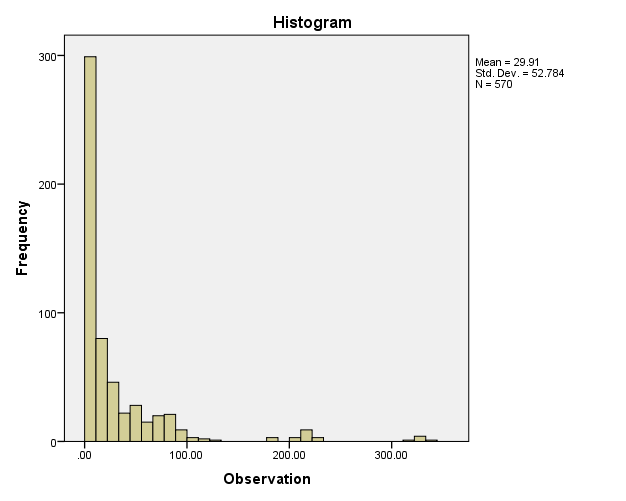 Histogram
Mean = 29.91
Std. Dev. = 52.784
N = 570
Frequency
300
200
100
0
.00 100.00 200.00 300.00
Observation